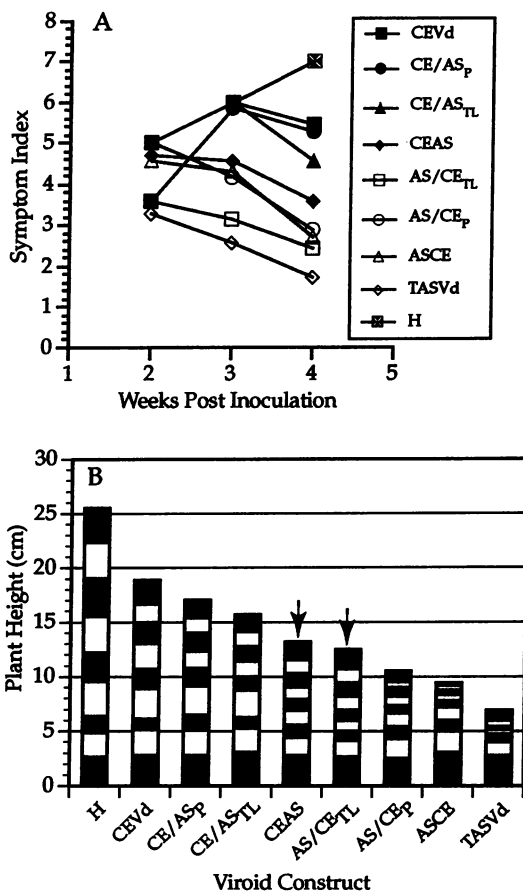 A
8
7
6
5
4
3
2
1
0
Symptom Index
1 2 3 4 5
Weeks Post Inoculation
CEVd
CE/ASP
CE/ASTL
CEAS
AS/CETL
AS/CEP
ASCE
TASVd
H
B
30
25
20
15
10
5
0
Plant Height (cm)
H CEVd CE/ASP CE/ASTL CEAS AS/CETL AS/CEP ASCE TASVd
Viroid Construct